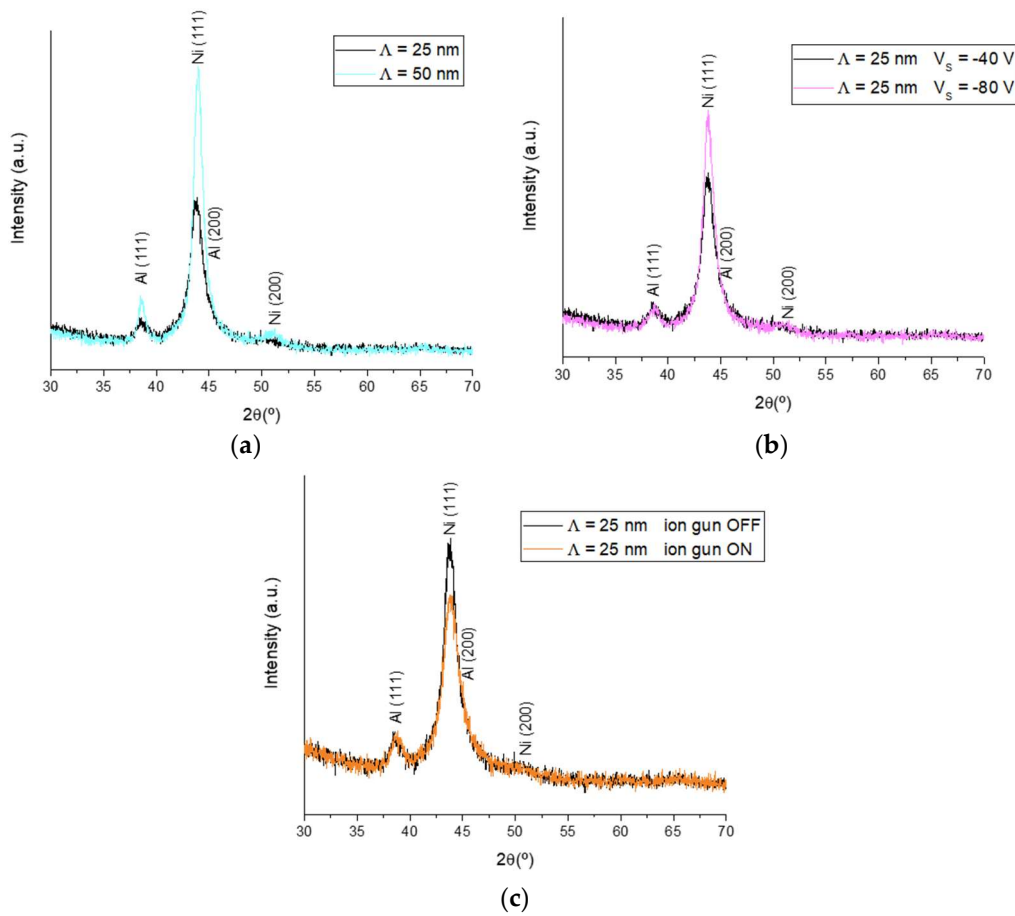 Λ = 25 nm
Λ = 50 nm
Ni (111)
Al (111)
Al (200)
Ni (200)
Intensity (a.u.)
30 35 40 45 50 55 60 65 70
2θ(º)
(a)
Λ = 25 nm V_S = -40 V
Λ = 25 nm V_S = -80 V
Ni (111)
Al (111)
Al (200)
Ni (200)
Intensity (a.u.)
30 35 40 45 50 55 60 65 70
2θ(º)
(b)
Λ = 25 nm ion gun OFF
Λ = 25 nm ion gun ON
Ni (111)
Al (111)
Al (200)
Ni (200)
Intensity (a.u.)
30 35 40 45 50 55 60 65 70
2θ(º)
(c)